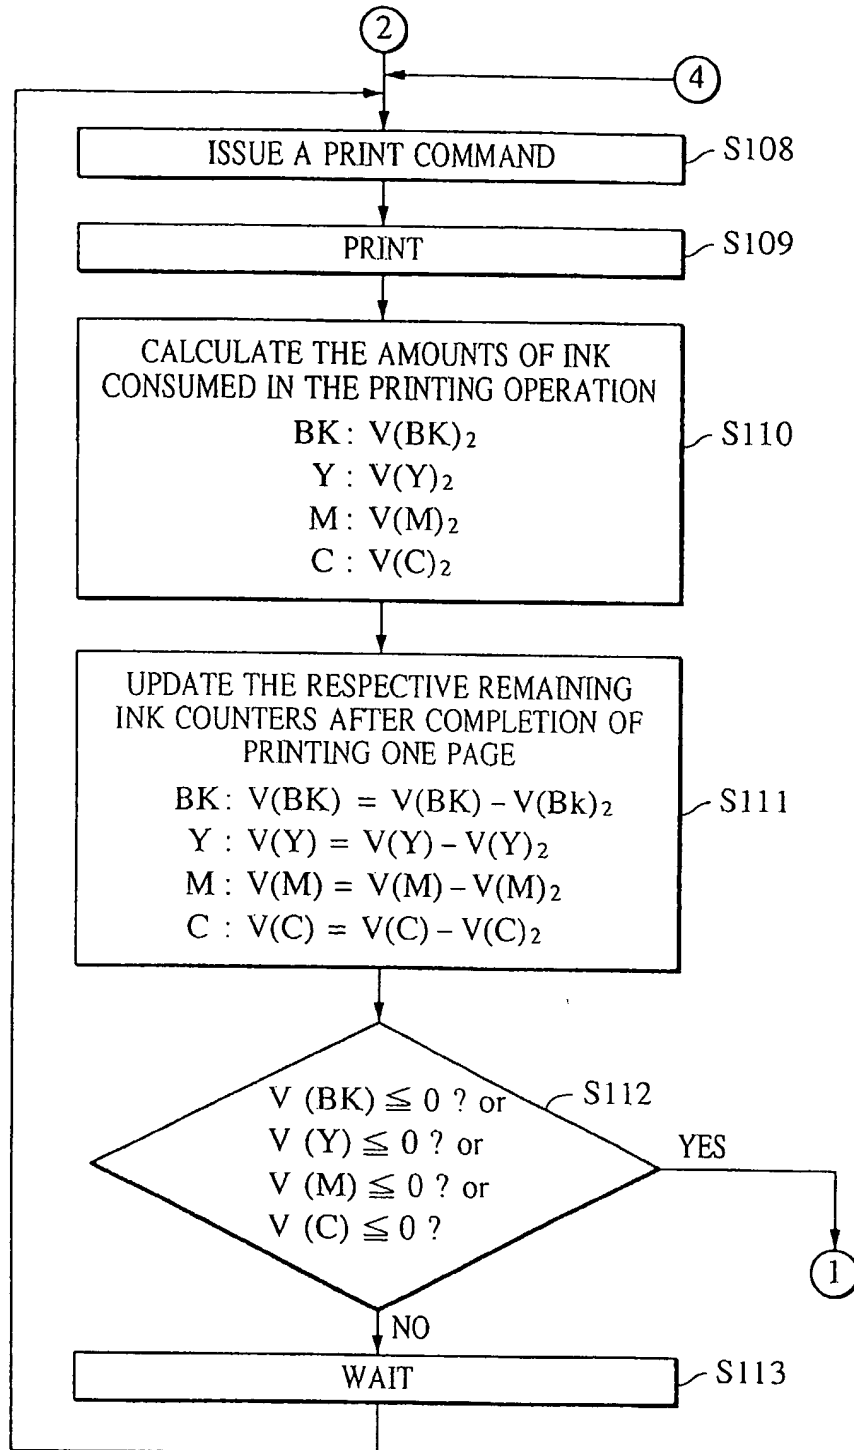 2
4
ISSUE A PRINT COMMAND
S108
PRINT
S109
CALCULATE THE AMOUNTS OF INK
CONSUMED IN THE PRINTING OPERATION
BK : V(BK)₂
Y : V(Y)₂
M : V(M)₂
C : V(C)₂
S110
UPDATE THE RESPECTIVE REMAINING
INK COUNTERS AFTER COMPLETION OF
PRINTING ONE PAGE
BK : V(BK) = V(BK) – V(Bk)₂
Y : V(Y) = V(Y) – V(Y)₂
M : V(M) = V(M) – V(M)₂
C : V(C) = V(C) – V(C)₂
S111
V (BK) ≦ 0 ? or
V (Y) ≦ 0 ? or
V (M) ≦ 0 ? or
V (C) ≦ 0 ?
S112
YES
1
NO
WAIT
S113